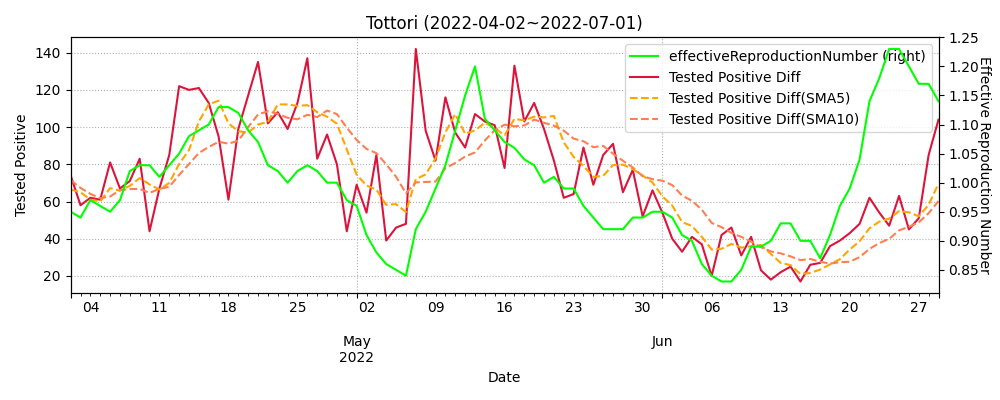 Tottori (2022-04-02~2022-07-01)
effectiveReproductionNumber (right)
Tested Positive Diff
Tested Positive Diff(SMA5)
Tested Positive Diff(SMA10)
Tested Positive
140
120
100
80
60
40
20
1.25
1.20
1.15
1.10
1.05
1.00
0.95
0.90
0.85
Effective Reproduction Number
04 11 18 25 02 09 16 23 30 06 13 20 27
May Jun
2022
Date